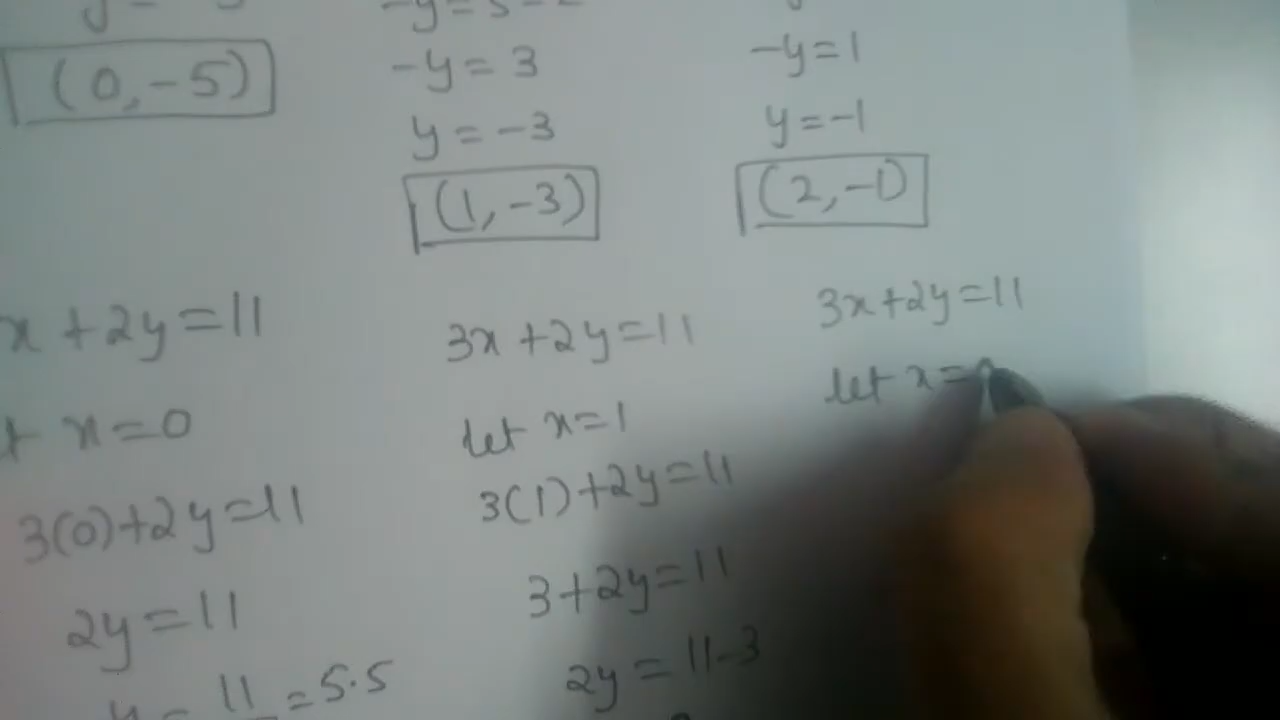 (0,-5)
-y=3
y=-3
(1,-3)
-y=1
y=-1
(2,-1)
x+2y=11
x=0
3(0)+2y=11
2y=11
11 =5.5
3x+2y=11
let x=1
3(1)+2y=11
3+2y=11
2y=11-3
3x+2y=11
let x=